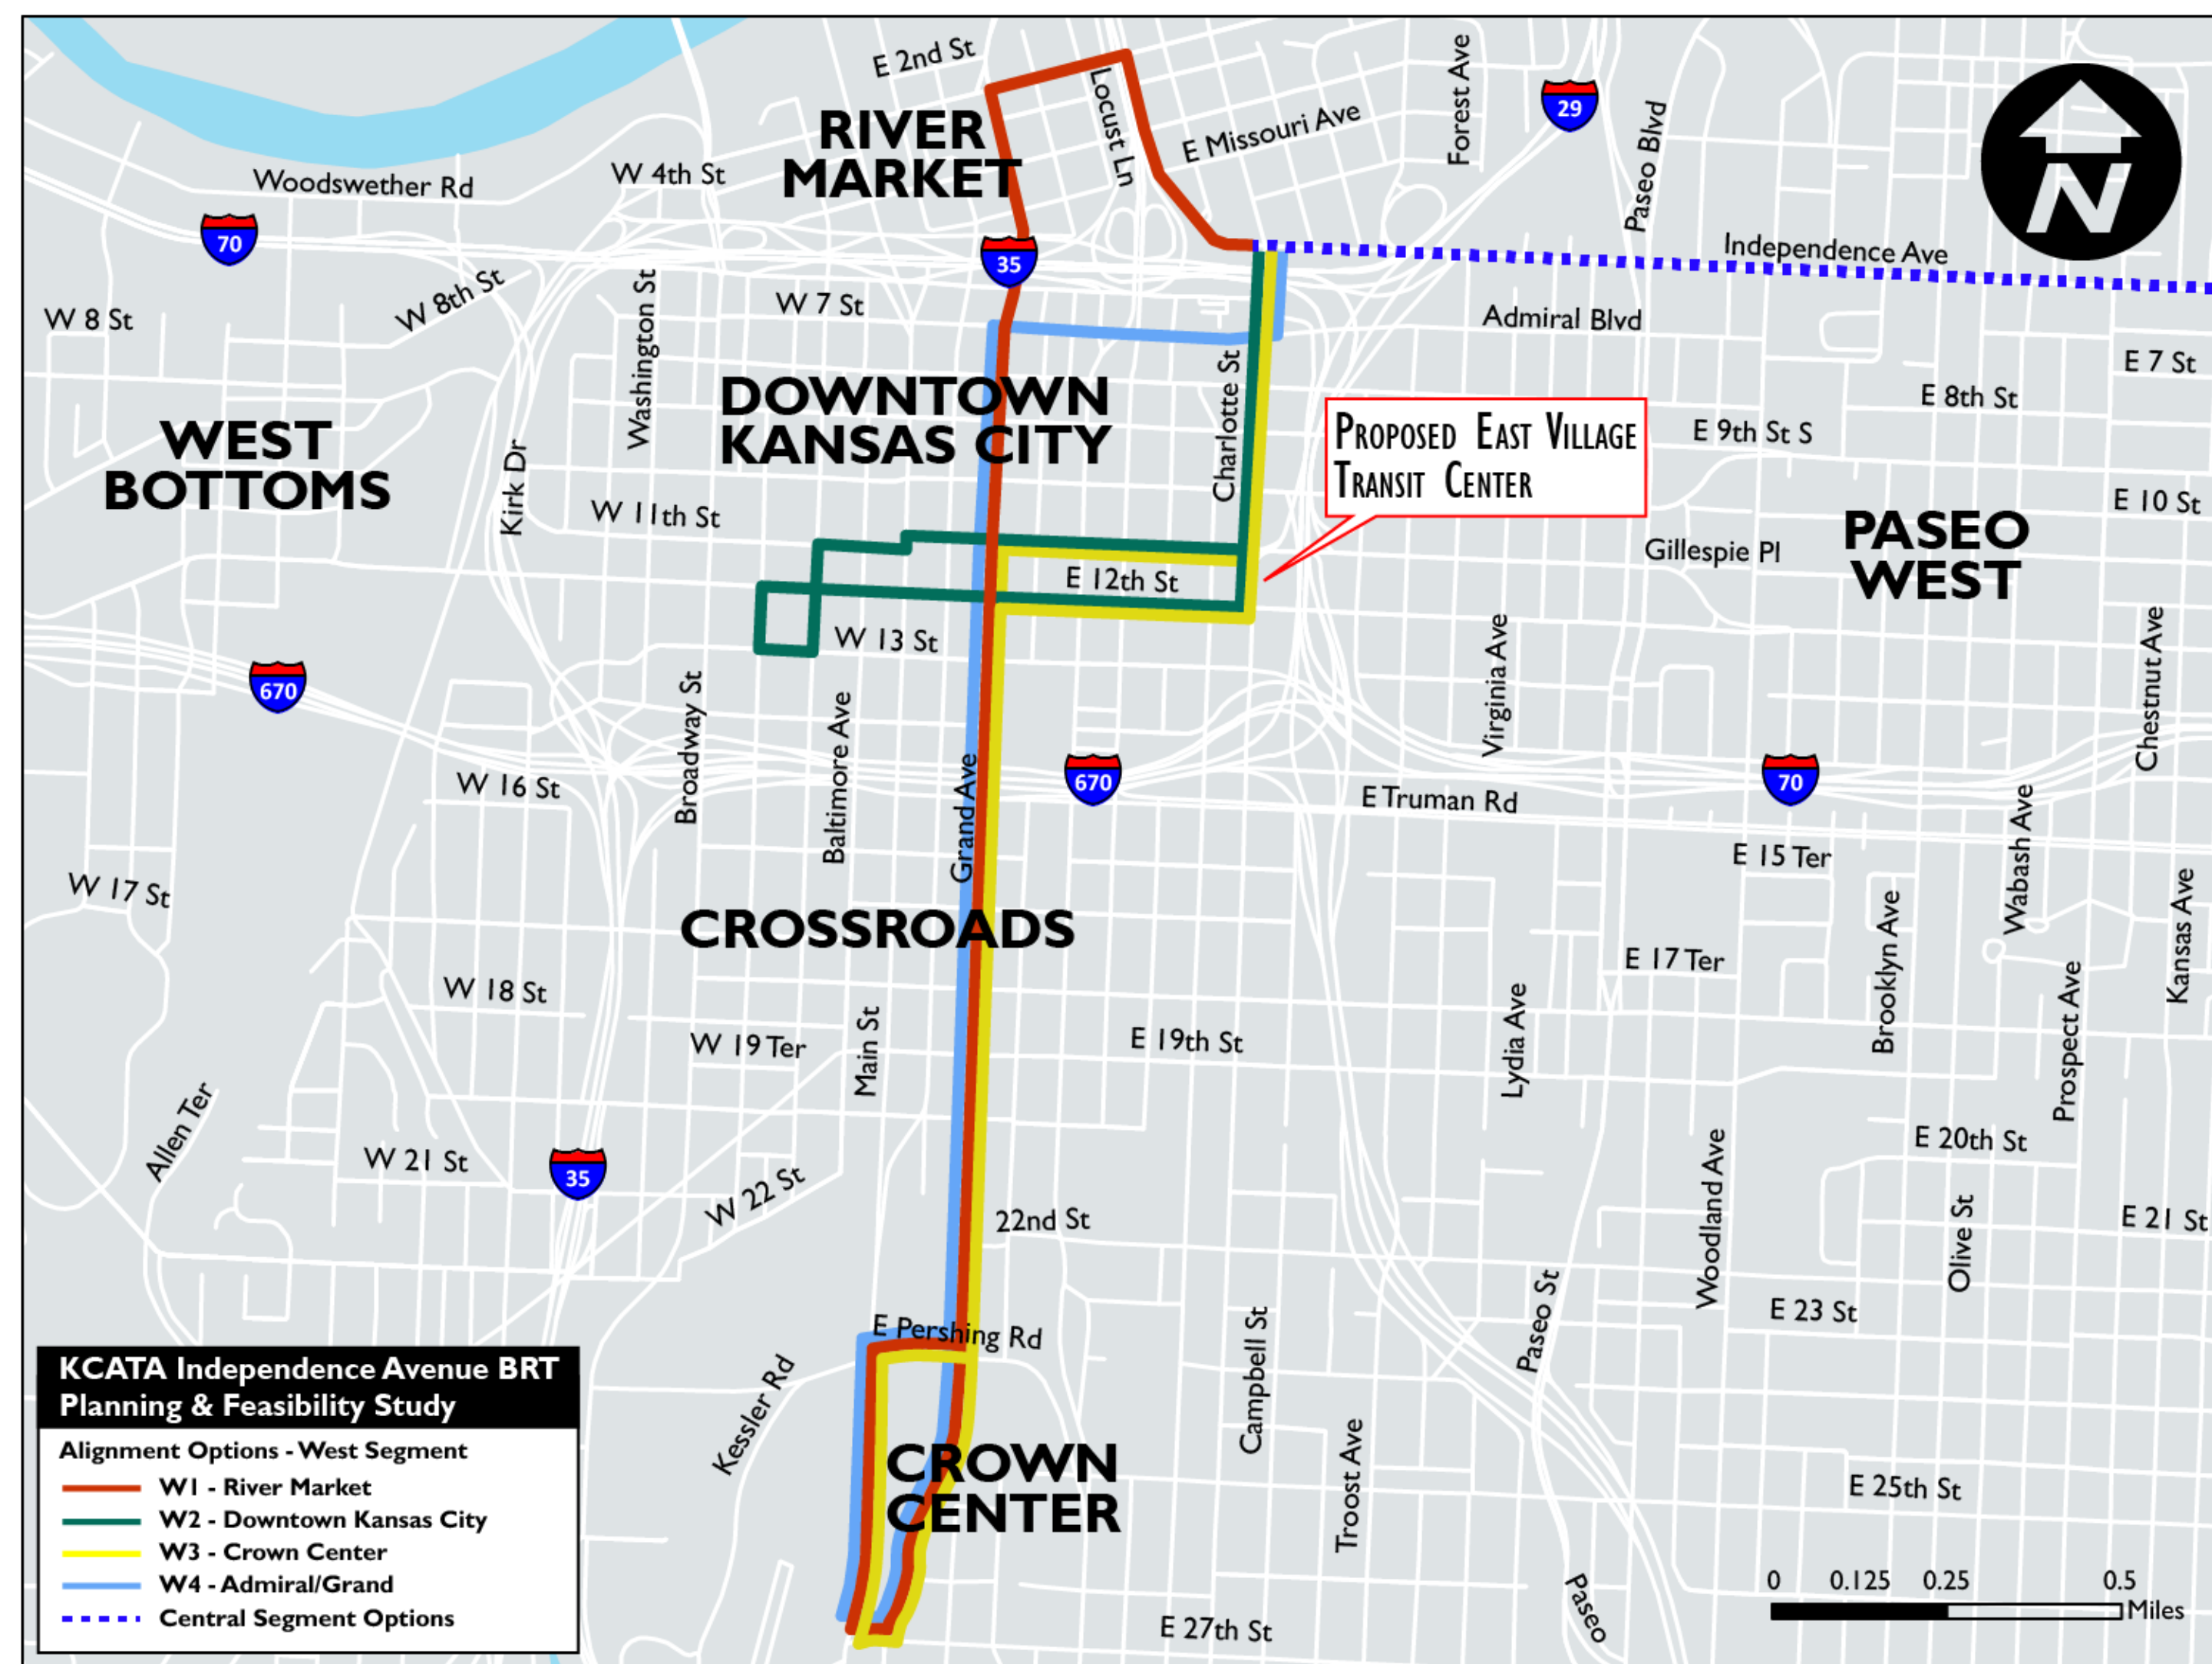 E 2nd St
Locust Ln
E Missouri Ave
Forest Ave
29
Paseo Blvd
N
RIVER
MARKET
Woodswether Rd
W 4th St
70
35
Independence Ave
W 8 St
W 8th St
Washington St
W 7 St
Admiral Blvd
E 7 St
DOWNTOWN
KANSAS CITY
Charlotte St
E 8th St
PROPOSED EAST VILLAGE
TRANSIT CENTER
E 9th St S
WEST
BOTTOMS
Kirk Dr
W 11th St
E 10 St
PASEO
WEST
Gillespie Pl
E 12th St
W 13 St
670
Broadway St
Baltimore Ave
Grand Ave
670
Virginia Ave
Chestnut Ave
70
W 16 St
E Truman Rd
E 15 Ter
Wabash Ave
W 17 St
CROSSROADS
Brooklyn Ave
Kansas Ave
E 17 Ter
W 18 St
Main St
W 19 Ter
E 19th St
Lydia Ave
Prospect Ave
Allen Ter
W 21 St
35
W 22 St
22nd St
Woodland Ave
E 20th St
Olive St
E 21 St
E Pershing Rd
Kessler Rd
Campbell St
Paseo St
E 23 St
CROWN
CENTER
Troost Ave
E 25th St
E 27th St
Paseo
KCATA Independence Avenue BRT
Planning & Feasibility Study
Alignment Options - West Segment
W1 - River Market
W2 - Downtown Kansas City
W3 - Crown Center
W4 - Admiral/Grand
Central Segment Options
0 0.125 0.25 0.5
Miles